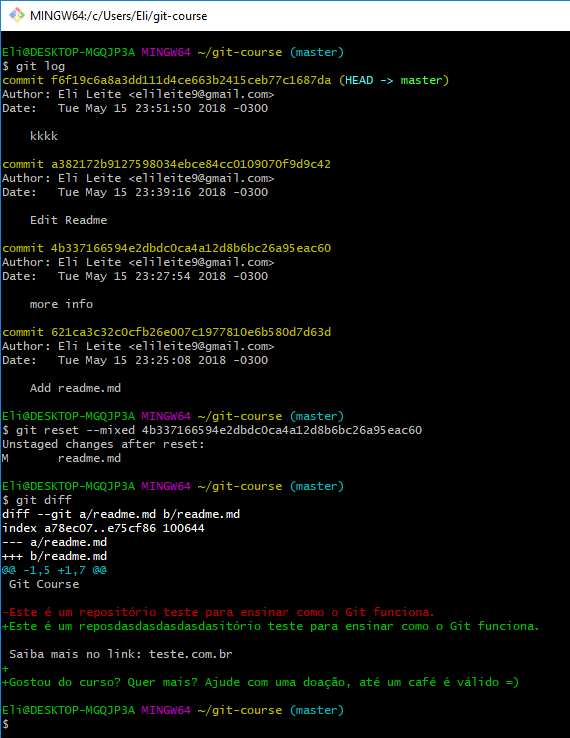 MINGW64:/c/Users/Eli/git-course
Eli@DESKTOP-MGQJP3A MINGW64 ~/git-course (master)
$ git log
commit f6f19c6a8a3dd111d4ce663b2415ceb77c1687da (HEAD -> master)
Author: Eli Leite <elileite9@gmail.com>
Date:   Tue May 15 23:51:50 2018 -0300
    kkkk
commit a382172b9127598034ebce84cc0109070f9d9c42
Author: Eli Leite <elileite9@gmail.com>
Date:   Tue May 15 23:39:16 2018 -0300
    Edit Readme
commit 4b337166594e2dbdc0ca4a12d8b6bc26a95eac60
Author: Eli Leite <elileite9@gmail.com>
Date:   Tue May 15 23:27:54 2018 -0300
    more info
commit 621ca3c32c0cfb26e007c1977810e6b580d7d63d
Author: Eli Leite <elileite9@gmail.com>
Date:   Tue May 15 23:25:08 2018 -0300
    Add readme.md
Eli@DESKTOP-MGQJP3A MINGW64 ~/git-course (master)
$ git reset --mixed 4b337166594e2dbdc0ca4a12d8b6bc26a95eac60
Unstaged changes after reset:
M       readme.md
Eli@DESKTOP-MGQJP3A MINGW64 ~/git-course (master)
$ git diff
diff --git a/readme.md b/readme.md
index a78ec07..e75cf86 100644
--- a/readme.md
+++ b/readme.md
@@ -1,5 +1,7 @@
 Git Course
-Este é um repositório teste para ensinar como o Git funciona.
+Este é um reposdasdasdasdasdasitório teste para ensinar como o Git funciona.
 Saiba mais no link: teste.com.br
+
+Gostou do curso? Quer mais? Ajude com uma doação, até um café é válido =)
Eli@DESKTOP-MGQJP3A MINGW64 ~/git-course (master)
$